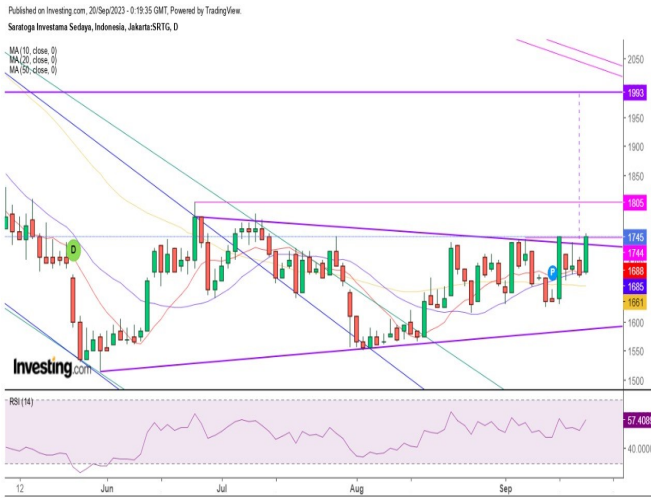 Published on Investing.com, 20/Sep/2023 - 0:19:35 GMT, Powered by TradingView.
Saratoga Investama Sedaya, Indonesia, Jakarta:SRTG, D
MA (10, close, 0)
MA (20, close, 0)
MA (50, close, 0)
2050
1993
1950
1900
1850
1805
D
1745
1744
P
1688
1685
1661
1600
1550
Investing.com
1500
RSI (14)
57.408
40.0000
12
Jun
Jul
Aug
Sep